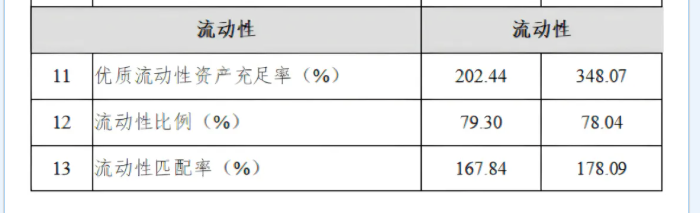 流动性 流动性
11 优质流动性资产充足率（%） 202.44 348.07
12 流动性比例（%） 79.30 78.04
13 流动性匹配率（%） 167.84 178.09